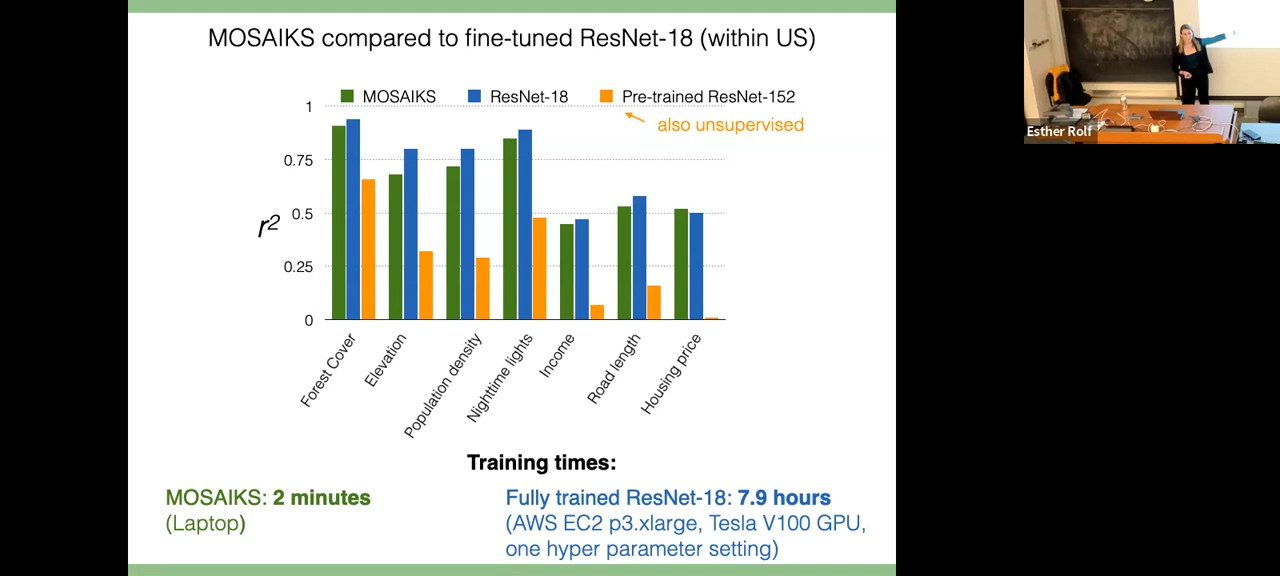 MOSAIKS compared to fine-tuned ResNet-18 (within US)
MOSAIKS ResNet-18 Pre-trained ResNet-152
also unsupervised
r²
1
0.75
0.5
0.25
0
Forest Cover
Elevation
Population density
Nighttime lights
Income
Road length
Housing price
Training times:
MOSAIKS: 2 minutes
(Laptop)
Fully trained ResNet-18: 7.9 hours
(AWS EC2 p3.xlarge, Tesla V100 GPU,
one hyper parameter setting)
Esther Rolf